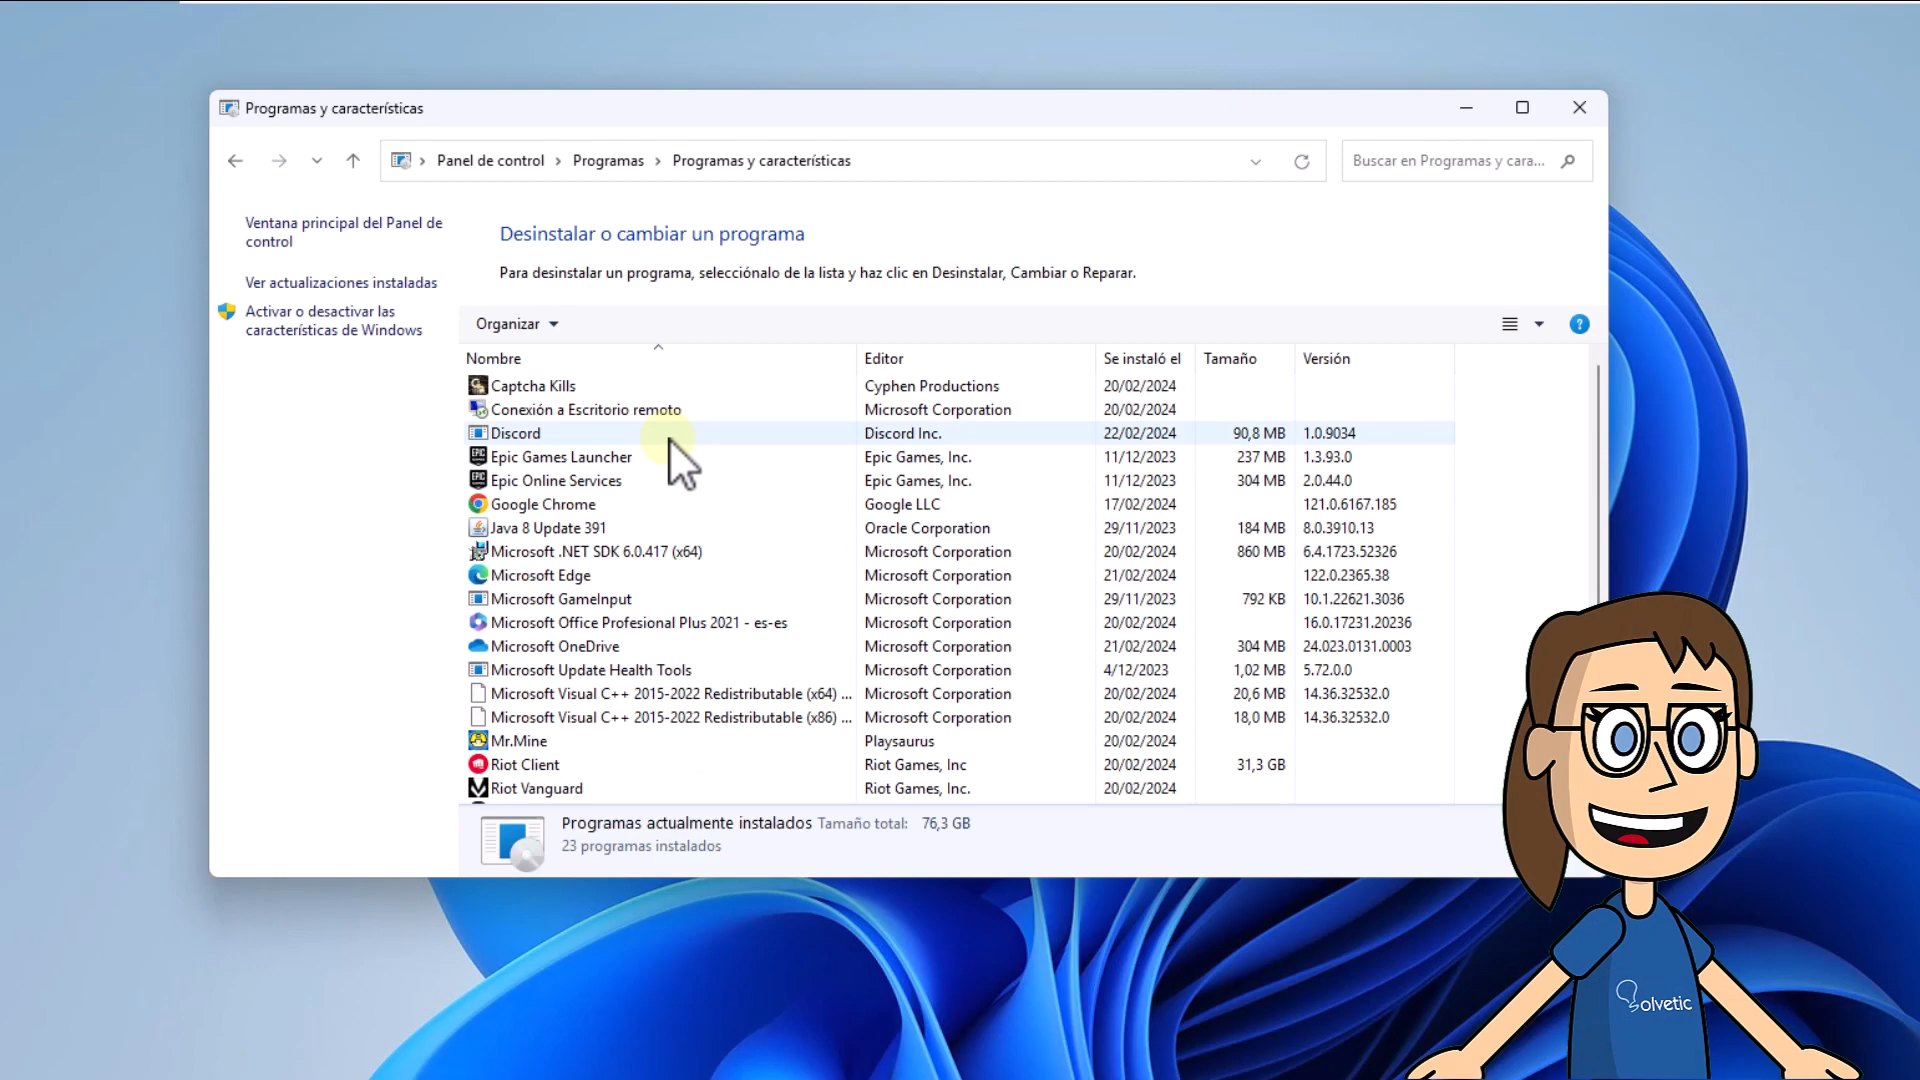 Programas y características
Panel de control > Programas > Programas y características
Buscar en Programas y cara...
Ventana principal del Panel de
control
Ver actualizaciones instaladas
Activar o desactivar las
características de Windows
Desinstalar o cambiar un programa
Para desinstalar un programa, selecciónalo de la lista y haz clic en Desinstalar, Cambiar o Reparar.
Organizar
Nombre Editor Se instaló el Tamaño Versión
Captcha Kills Cyphen Productions 20/02/2024
Conexión a Escritorio remoto Microsoft Corporation 20/02/2024
Discord Discord Inc. 22/02/2024 90,8 MB 1.0.9034
Epic Games Launcher Epic Games, Inc. 11/12/2023 237 MB 1.3.93.0
Epic Online Services Epic Games, Inc. 11/12/2023 304 MB 2.0.44.0
Google Chrome Google LLC 17/02/2024 121.0.6167.185
Java 8 Update 391 Oracle Corporation 29/11/2023 184 MB 8.0.3910.13
Microsoft .NET SDK 6.0.417 (x64) Microsoft Corporation 20/02/2024 860 MB 6.4.1723.52326
Microsoft Edge Microsoft Corporation 21/02/2024 122.0.2365.38
Microsoft GameInput Microsoft Corporation 29/11/2023 792 KB 10.1.22621.3036
Microsoft Office Profesional Plus 2021 - es-es Microsoft Corporation 20/02/2024 16.0.17231.20236
Microsoft OneDrive Microsoft Corporation 21/02/2024 304 MB 24.023.0131.0003
Microsoft Update Health Tools Microsoft Corporation 4/12/2023 1,02 MB 5.72.0.0
Microsoft Visual C++ 2015-2022 Redistributable (x64) ... Microsoft Corporation 20/02/2024 20,6 MB 14.36.32532.0
Microsoft Visual C++ 2015-2022 Redistributable (x86) ... Microsoft Corporation 20/02/2024 18,0 MB 14.36.32532.0
Mr.Mine Playsaurus 20/02/2024
Riot Client Riot Games, Inc 20/02/2024 31,3 GB
Riot Vanguard Riot Games, Inc. 20/02/2024
Programas actualmente instalados Tamaño total: 76,3 GB
23 programas instalados
Solvetic